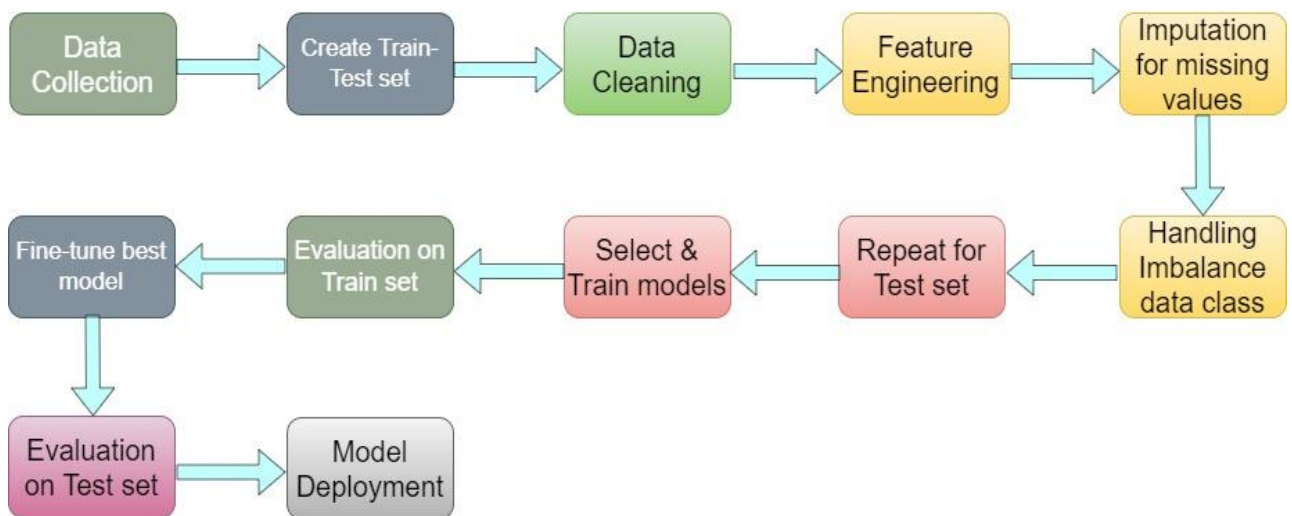 Data
Collection
Create Train-
Test set
Data
Cleaning
Feature
Engineering
Imputation
for missing
values
Handling
Imbalance
data class
Repeat for
Test set
Select &
Train models
Evaluation on
Train set
Fine-tune best
model
Evaluation
on Test set
Model
Deployment